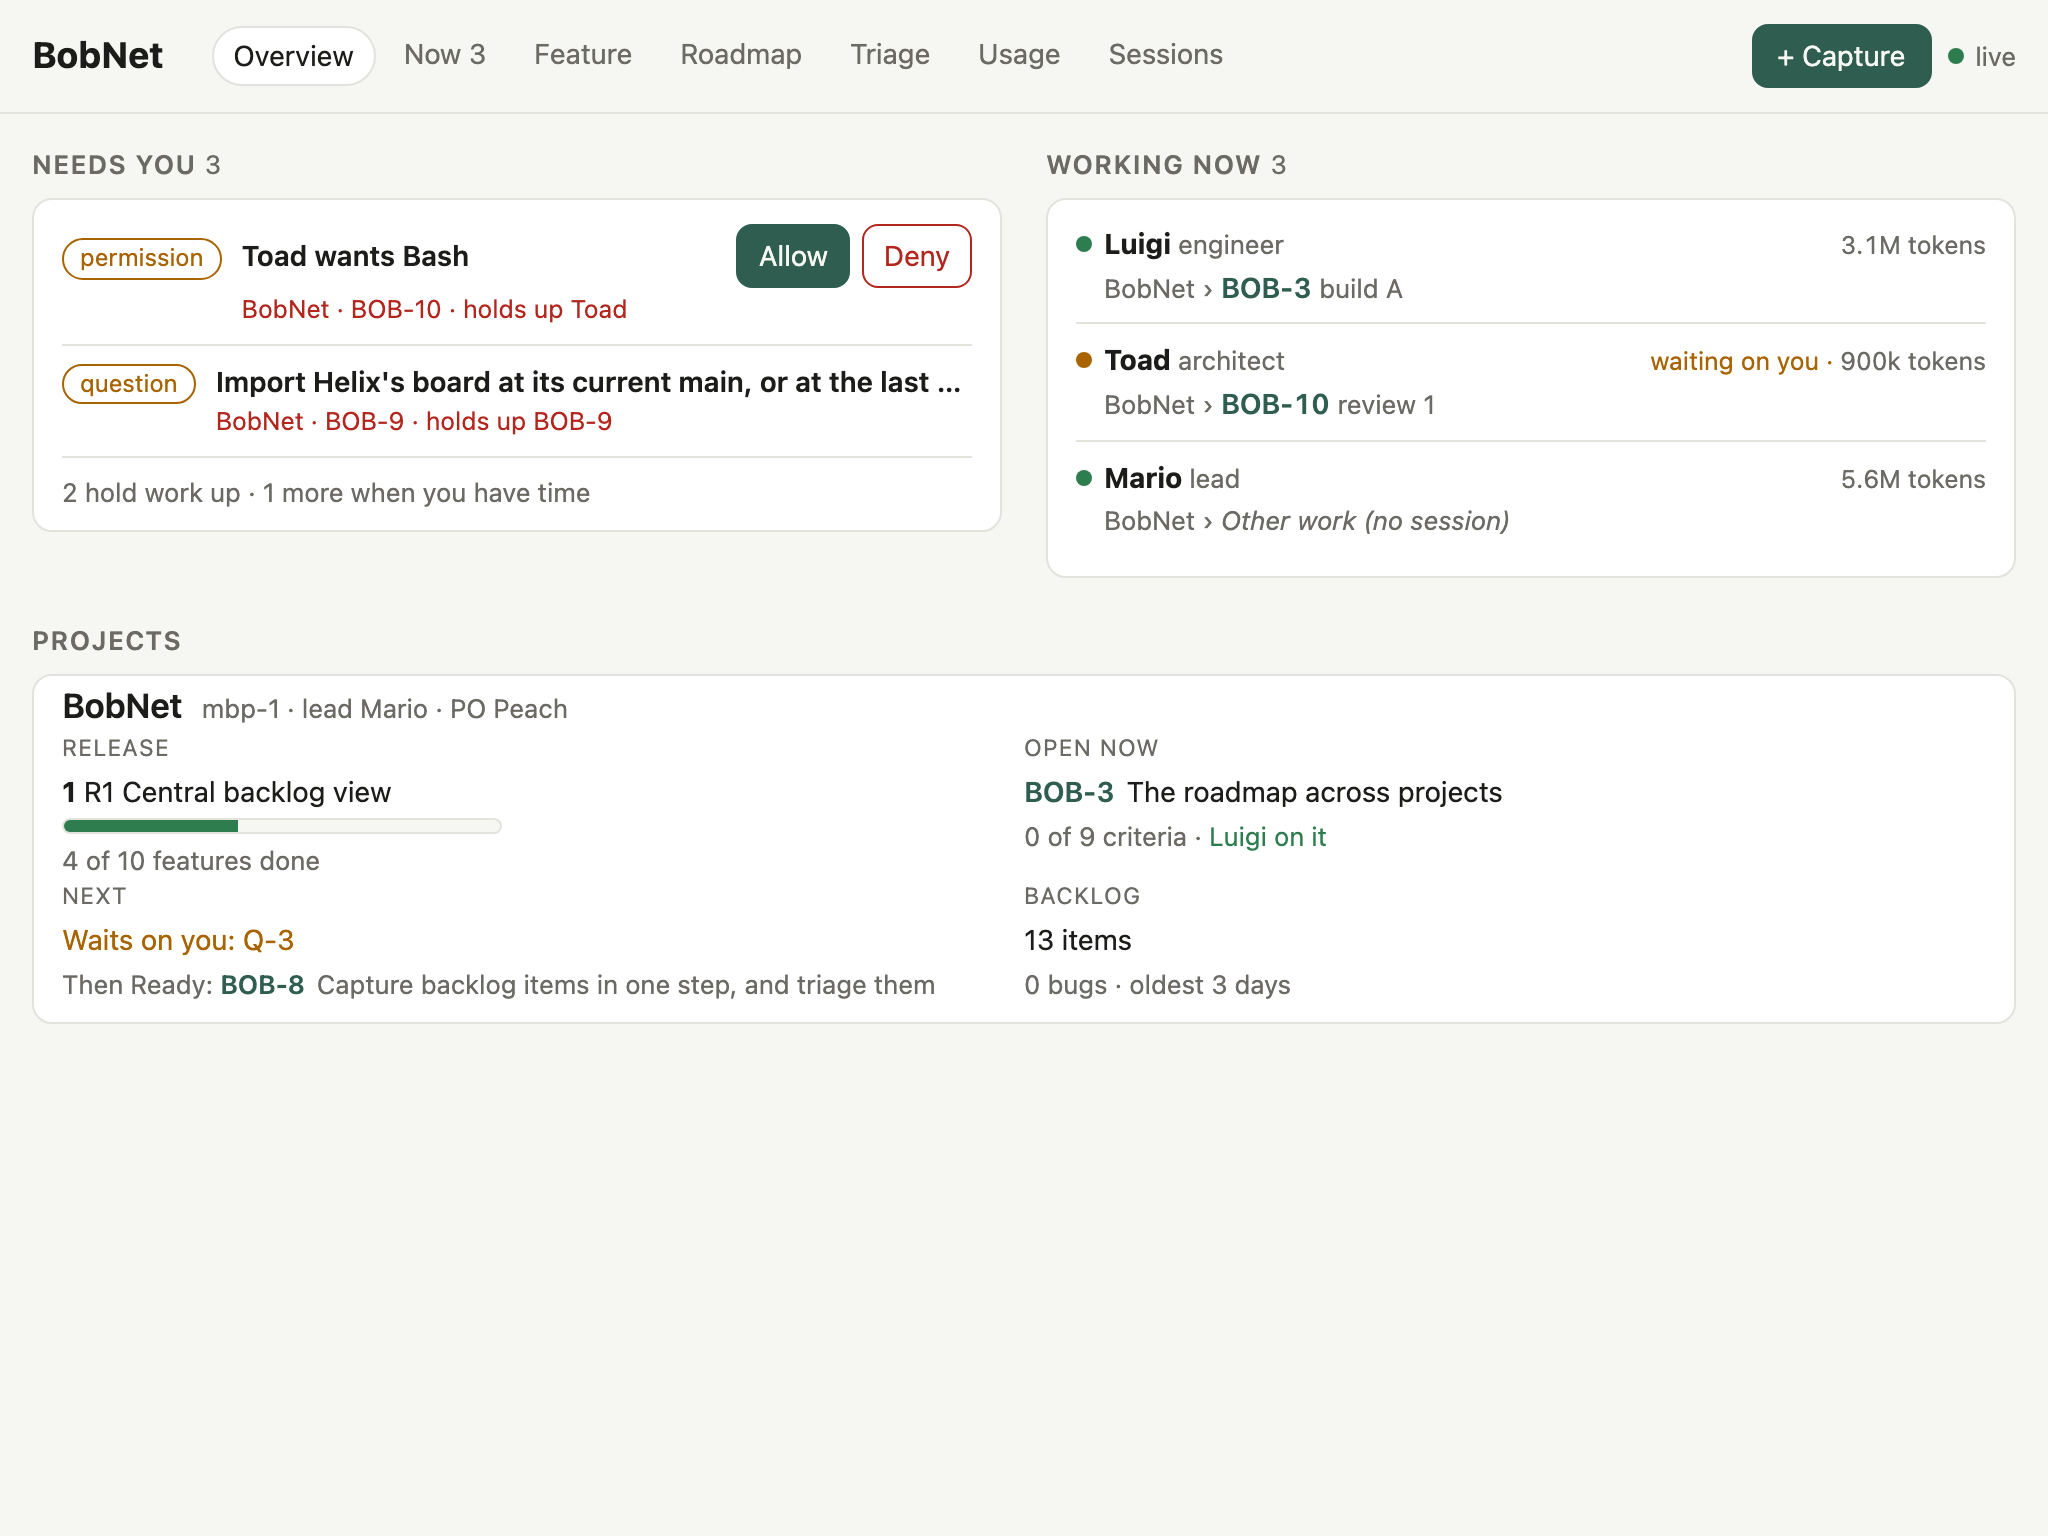 BobNet
Overview
Now 3
Feature
Roadmap
Triage
Usage
Sessions
+ Capture
live
NEEDS YOU 3
permission
Toad wants Bash
Allow
Deny
BobNet · BOB-10 · holds up Toad
question
Import Helix's board at its current main, or at the last ...
BobNet · BOB-9 · holds up BOB-9
2 hold work up · 1 more when you have time
WORKING NOW 3
Luigi engineer
3.1M tokens
BobNet › BOB-3 build A
Toad architect
waiting on you · 900k tokens
BobNet › BOB-10 review 1
Mario lead
5.6M tokens
BobNet › Other work (no session)
PROJECTS
BobNet mbp-1 · lead Mario · PO Peach
RELEASE
1 R1 Central backlog view
4 of 10 features done
OPEN NOW
BOB-3 The roadmap across projects
0 of 9 criteria · Luigi on it
NEXT
Waits on you: Q-3
Then Ready: BOB-8 Capture backlog items in one step, and triage them
BACKLOG
13 items
0 bugs · oldest 3 days